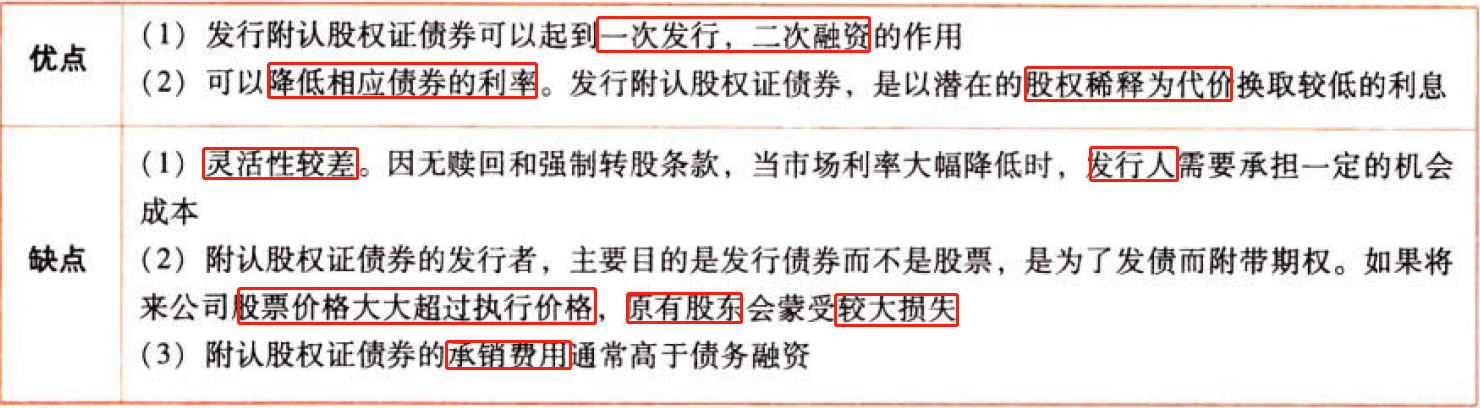 优点
(1) 发行附认股权证债券可以起到一次发行，二次融资的作用
(2) 可以降低相应债券的利率。发行附认股权证债券，是以潜在的股权稀释为代价换取较低的利息
缺点
(1) 灵活性较差。因无赎回和强制转股条款，当市场利率大幅降低时，发行人需要承担一定的机会
成本
(2) 附认股权证债券的发行者，主要目的是发行债券而不是股票，是为了发债而附带期权。如果将
来公司股票价格大大超过执行价格，原有股东会蒙受较大损失
(3) 附认股权证债券的承销费用通常高于债务融资